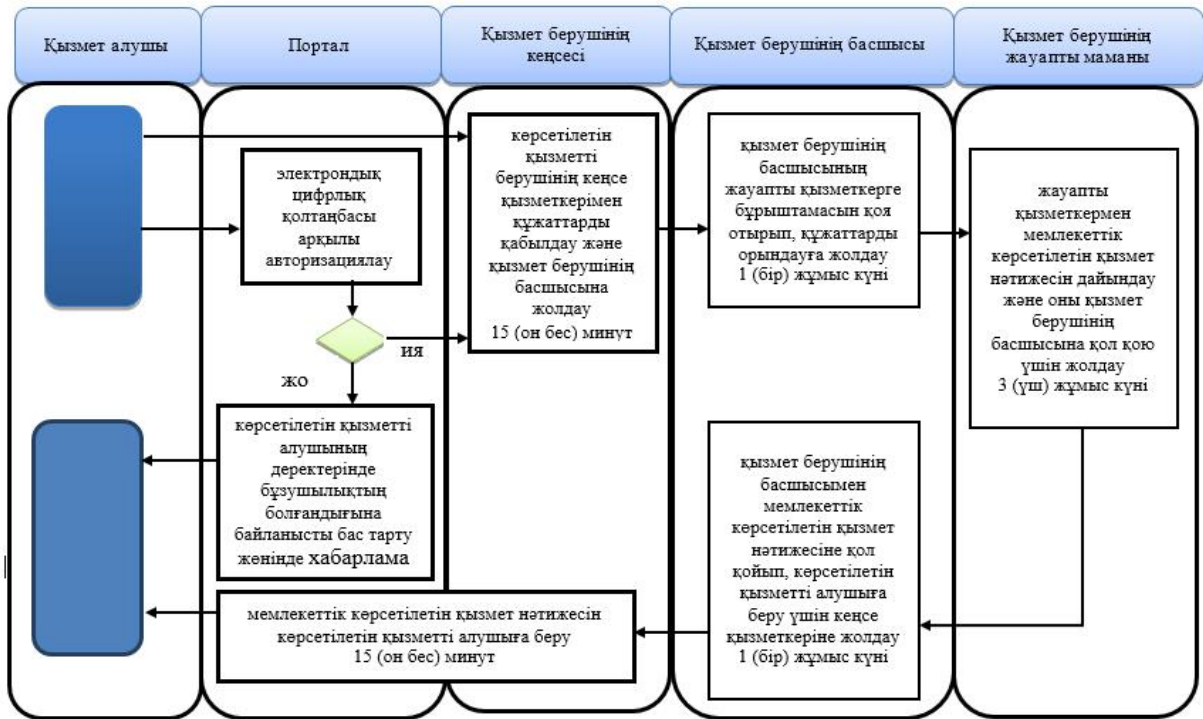 Қызмет алушы
Портал
Қызмет берушінің
кеңсесі
Қызмет берушінің басшысы
Қызмет берушінің
жауапты маманы
электрондық
цифрлық
қолтаңбасы
арқылы
авторизациялау
ия
жо
көрсетілетін қызметті
алушының
деректерінде
бұзушылықтың
болғандығына
байланысты бас тарту
жөнінде хабарлама
көрсетілетін
қызметті
берушінің кеңсе
қызметкерімен
құжаттарды
қабылдау және
қызмет берушінің
басшысына
жолдау
15 (он бес) минут
қызмет берушінің
басшысының
жауапты қызметкерге
бұрыштамасын қоя
отырып, құжаттарды
орындауға жолдау
1 (бір) жұмыс күні
жауапты
қызметкермен
мемлекеттік
көрсетілетін қызмет
нәтижесін дайындау
және оны қызмет
берушінің
басшысына қол қою
үшін жолдау
3 (үш) жұмыс күні
қызмет берушінің
басшысымен
мемлекеттік
көрсетілетін қызмет
нәтижесіне қол
қойып, көрсетілетін
қызметті алушыға
беру үшін кеңсе
қызметкеріне жолдау
1 (бір) жұмыс күні
мемлекеттік көрсетілетін қызмет нәтижесін
көрсетілетін қызметті алушыға беру
15 (он бес) минут